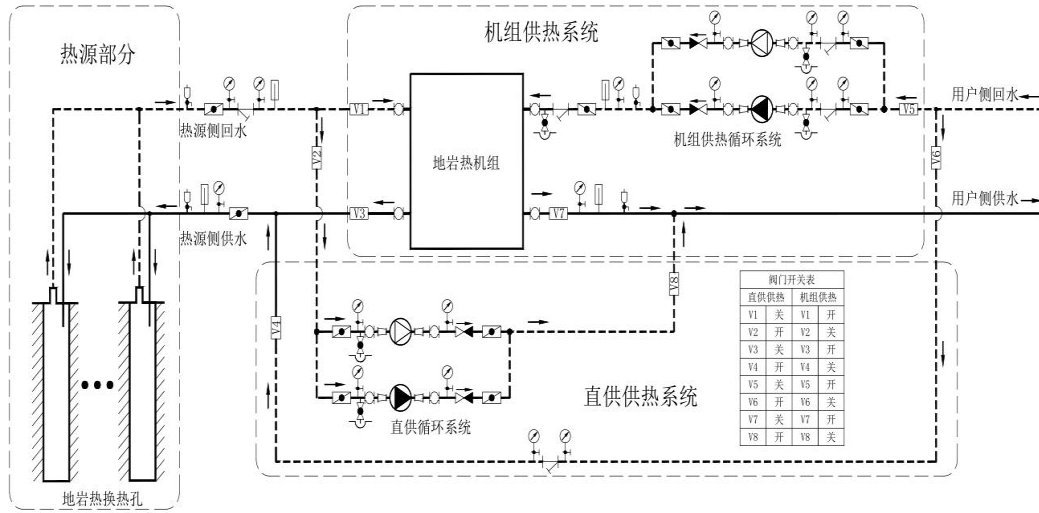 热源部分
机组供热系统
热源侧回水
V1
V2
地岩热机组
机组供热循环系统
V5
用户侧回水
V6
热源侧供水
V3
V7
用户侧供水
V4
V8
直供循环系统
直供供热系统
阀门开关表
直供供热 机组供热
V1 关 V1 开
V2 开 V2 关
V3 关 V3 开
V4 开 V4 关
V5 关 V5 开
V6 开 V6 关
V7 关 V7 开
V8 开 V8 关
地岩热换热孔